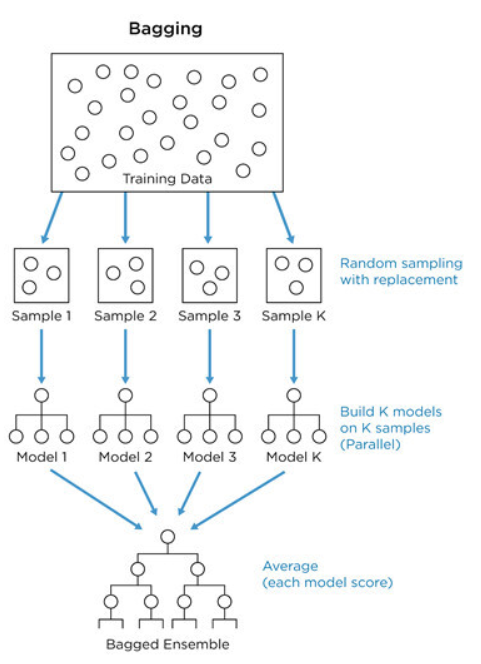 Bagging
Training Data
Random sampling
with replacement
Sample 1
Sample 2
Sample 3
Sample K
Build K models
on K samples
(Parallel)
Model 1
Model 2
Model 3
Model K
Average
(each model score)
Bagged Ensemble